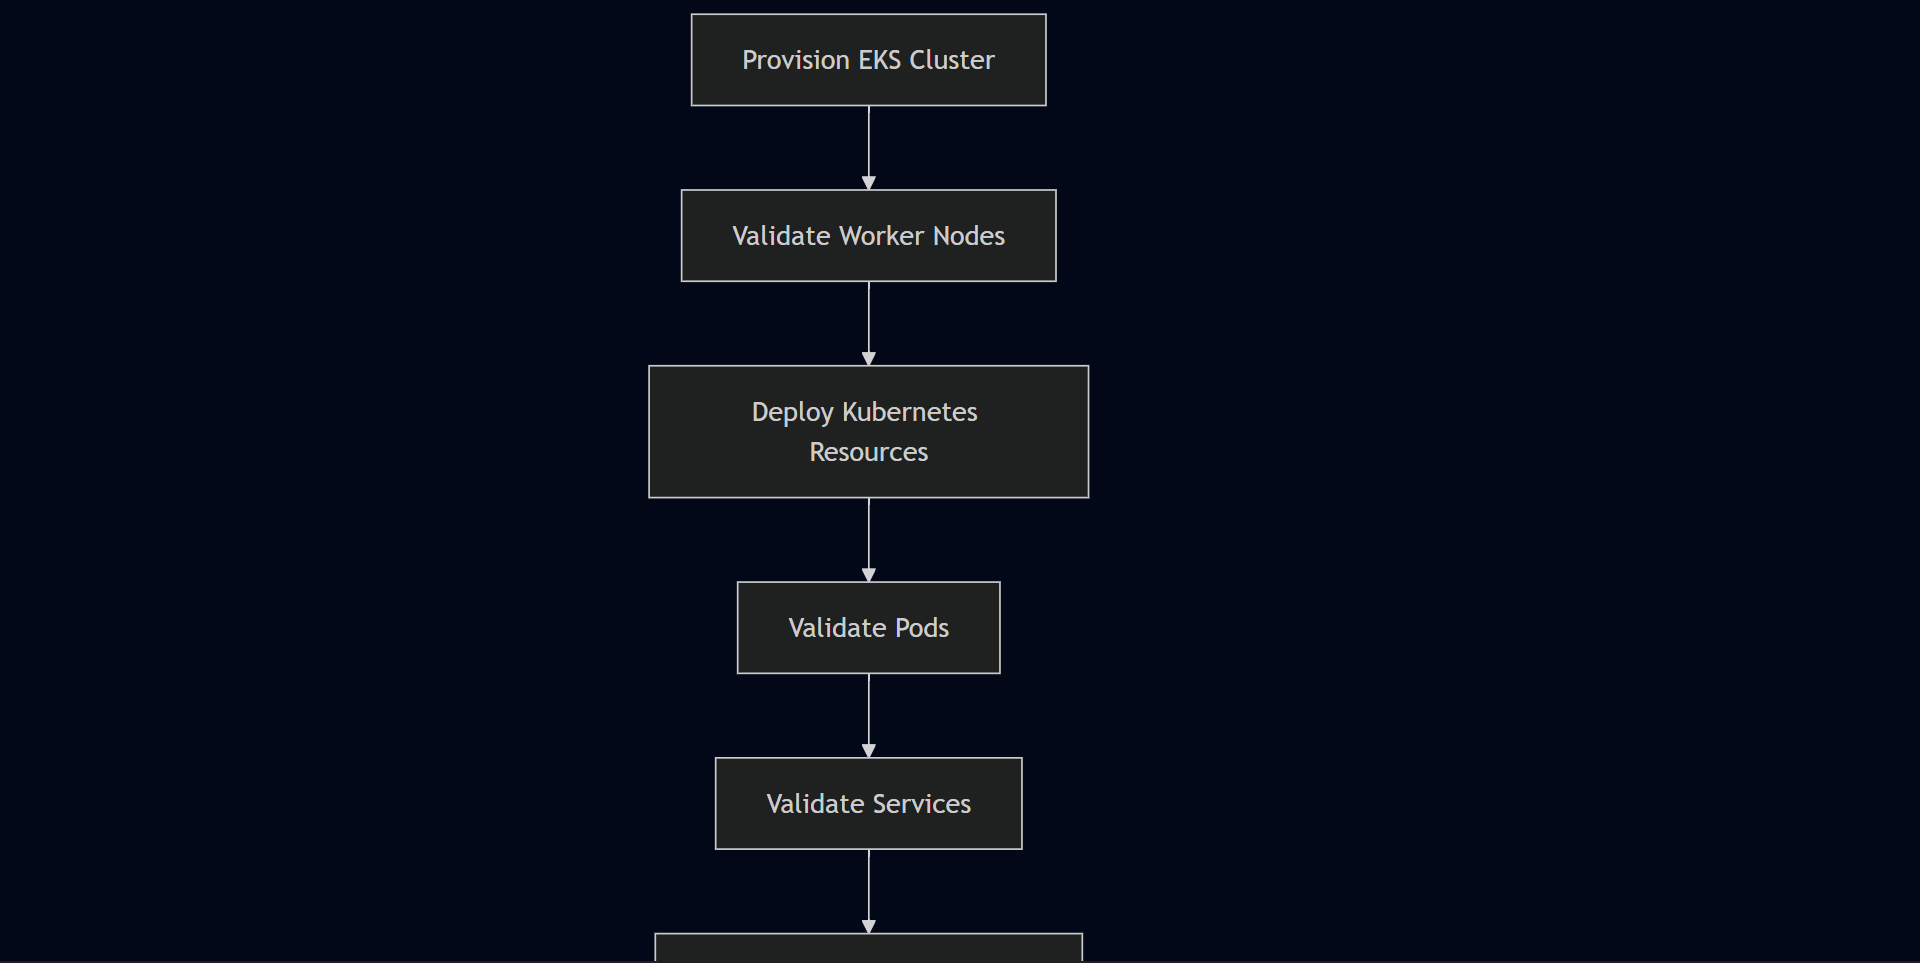 Provision EKS Cluster
Validate Worker Nodes
Deploy Kubernetes
Resources
Validate Pods
Validate Services